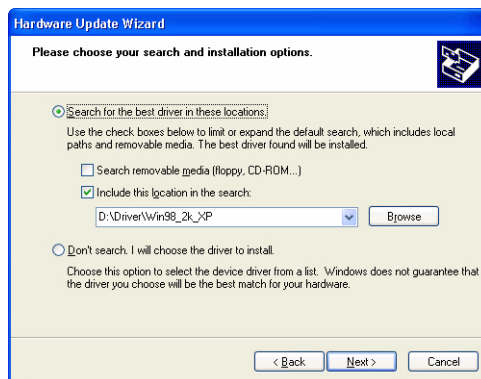 Hardware Update Wizard
Please choose your search and installation options.
Search for the best driver in these locations.
Use the check boxes below to limit or expand the default search, which includes local
paths and removable media. The best driver found will be installed.
Search removable media (floppy, CD-ROM...)
Include this location in the search:
D:\Driver\Win98_2k_XP
Browse
Don't search. I will choose the driver to install.
Choose this option to select the device driver from a list. Windows does not guarantee that
the driver you choose will be the best match for your hardware.
< Back Next > Cancel